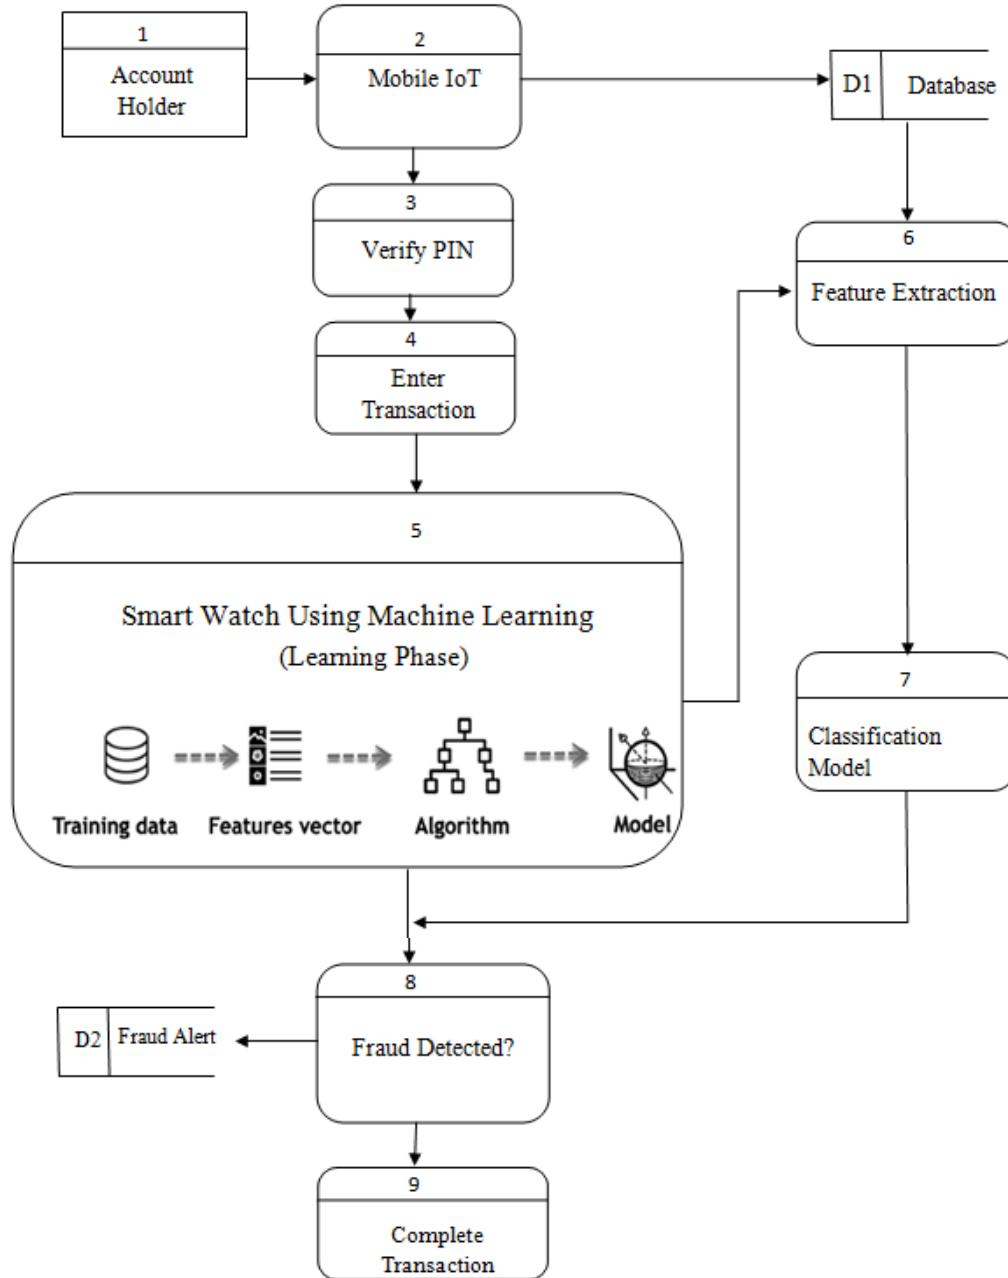 1
Account
Holder
2
Mobile IoT
D1
Database
3
Verify PIN
6
Feature Extraction
4
Enter
Transaction
5
Smart Watch Using Machine Learning
(Learning Phase)
Training data
Features vector
Algorithm
Model
7
Classification
Model
8
Fraud Detected?
D2
Fraud Alert
9
Complete
Transaction